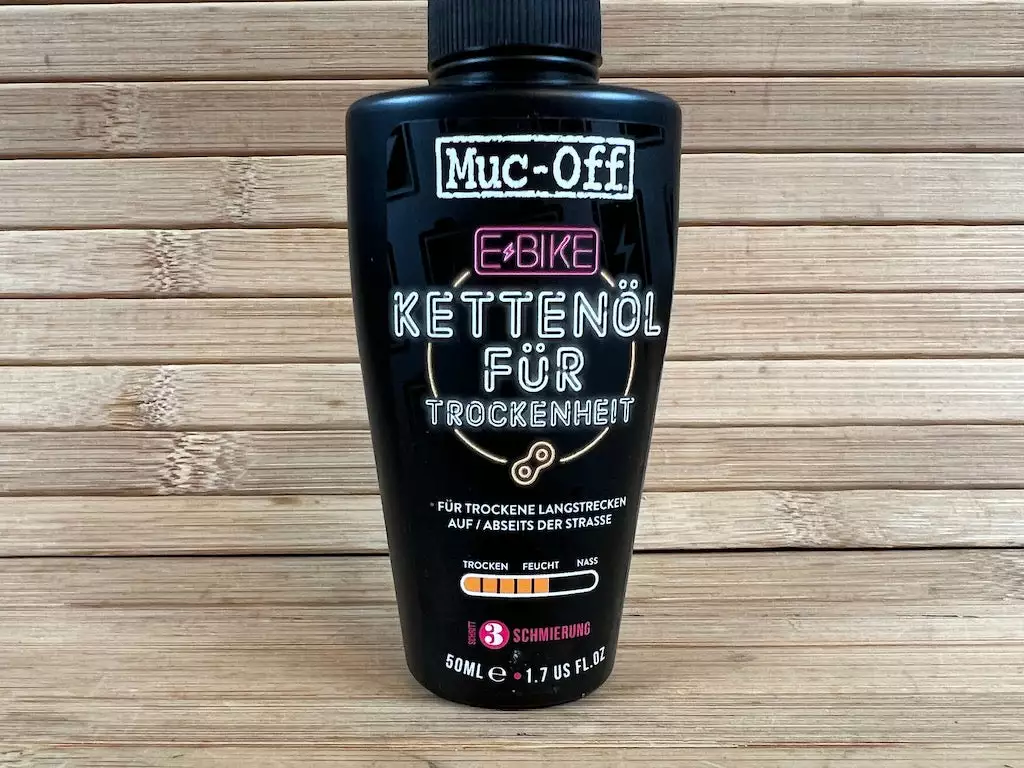 Muc-Off
E-BIKE
KETTENÖL
FÜR
TROCKENHEIT
* FÜR TROCKENE LANGSTRECKEN
AUF / ABSEITS DER STRASSE
TROCKEN FEUCHT NASS
SCHRITT 3 SCHMIERUNG
50ML ℮ • 1.7 US FL.OZ